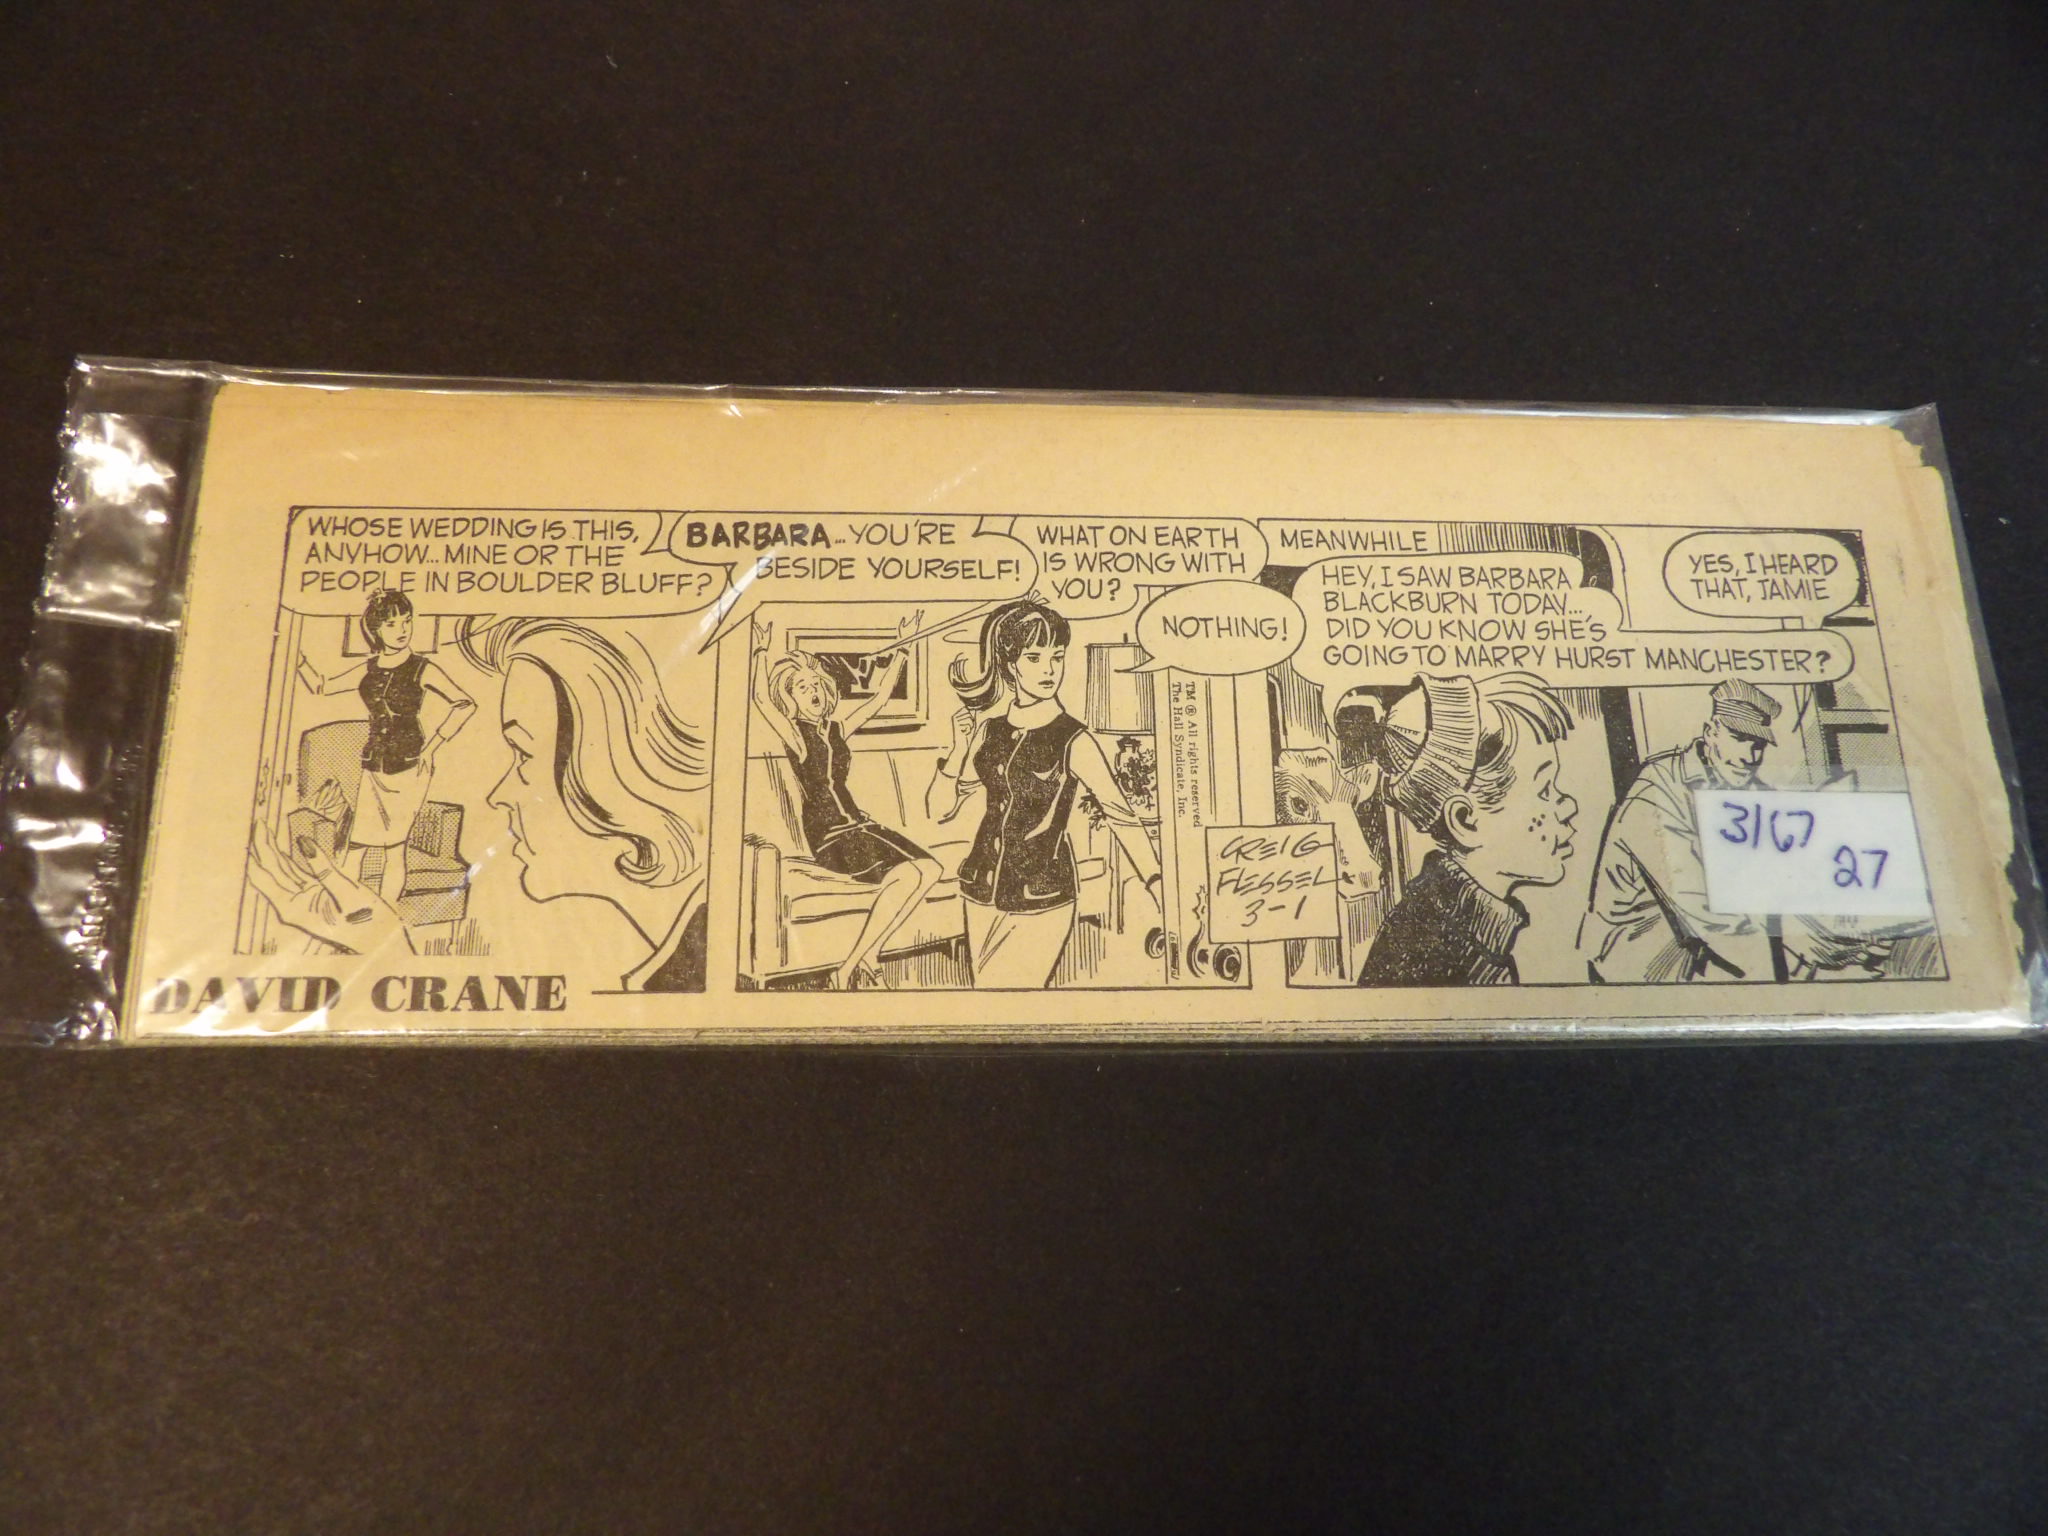 WHOSE WEDDING IS THIS,
ANYHOW... MINE OR THE
PEOPLE IN BOULDER BLUFF?
BARBARA... YOU'RE
BESIDE YOURSELF!
WHAT ON EARTH
IS WRONG WITH
YOU?
NOTHING!
TM ® All rights reserved
The Hall Syndicate, Inc.
CREIG
FLESSEL
3-1
MEANWHILE
HEY, I SAW BARBARA
BLACKBURN TODAY...
DID YOU KNOW SHE'S
GOING TO MARRY HURST MANCHESTER?
YES, I HEARD
THAT, JAMIE
3/67
27
DAVID CRANE